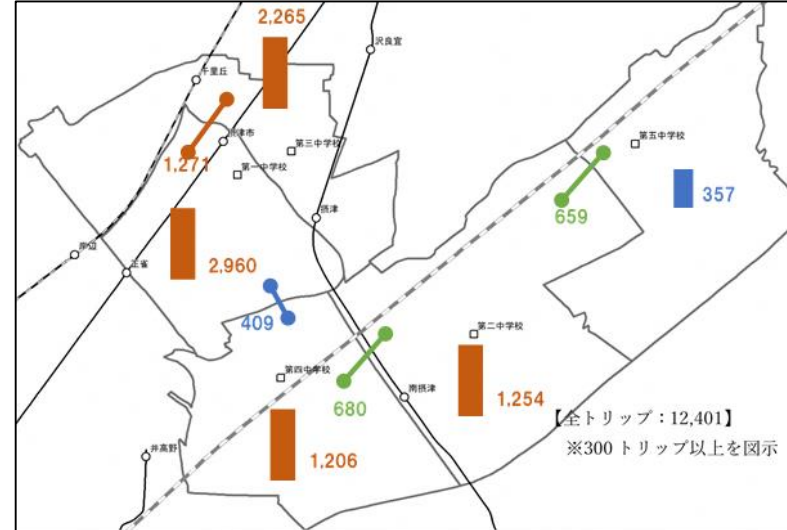 2,265
沢良宜
千里丘
摂津市
第三中学校
1,271
第一中学校
第五中学校
357
659
摂津
岸辺
正雀
2,960
409
第二中学校
第四中学校
680
南摂津
1,254
【全トリップ：12,401】
※300 トリップ以上を図示
井高野
1,206